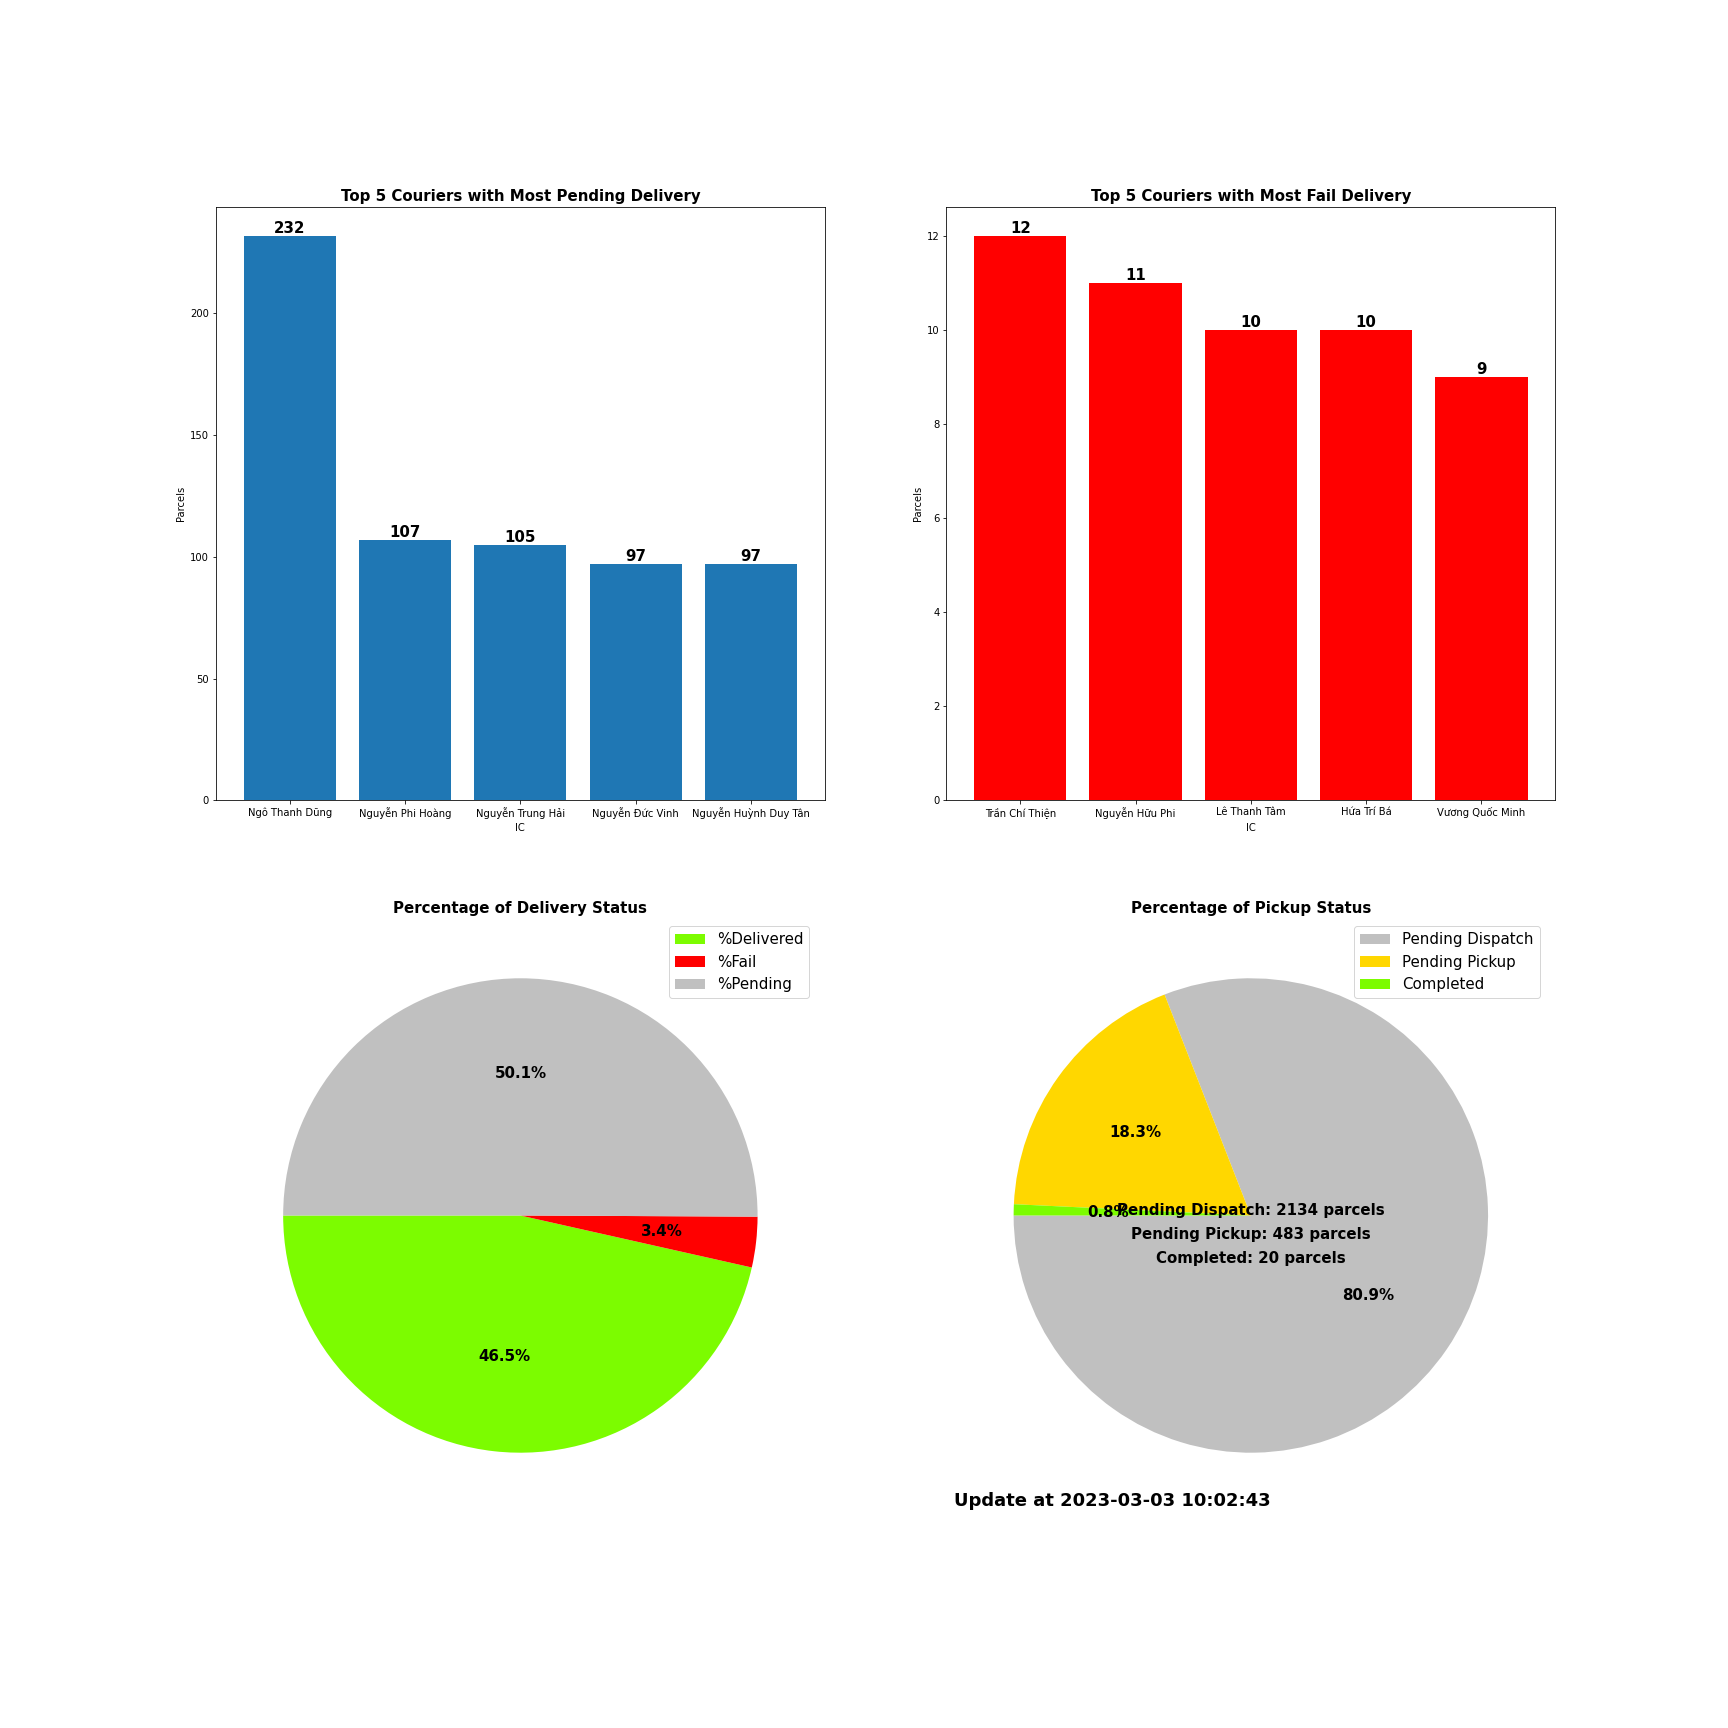 Top 5 Couriers with Most Pending Delivery
232
107
105
97
97
200
150
100
50
0
Parcels
Ngô Thanh Dũng
Nguyễn Phi Hoàng
Nguyễn Trung Hải
Nguyễn Đức Vinh
Nguyễn Huỳnh Duy Tân
IC
Top 5 Couriers with Most Fail Delivery
12
11
10
10
9
12
10
8
6
4
2
0
Parcels
Trần Chí Thiện
Nguyễn Hữu Phi
Lê Thanh Tâm
Hứa Trí Bá
Vương Quốc Minh
IC
Percentage of Delivery Status
%Delivered
%Fail
%Pending
50.1%
3.4%
46.5%
Percentage of Pickup Status
Pending Dispatch
Pending Pickup
Completed
18.3%
0.8%
Pending Dispatch: 2134 parcels
Pending Pickup: 483 parcels
Completed: 20 parcels
80.9%
Update at 2023-03-03 10:02:43